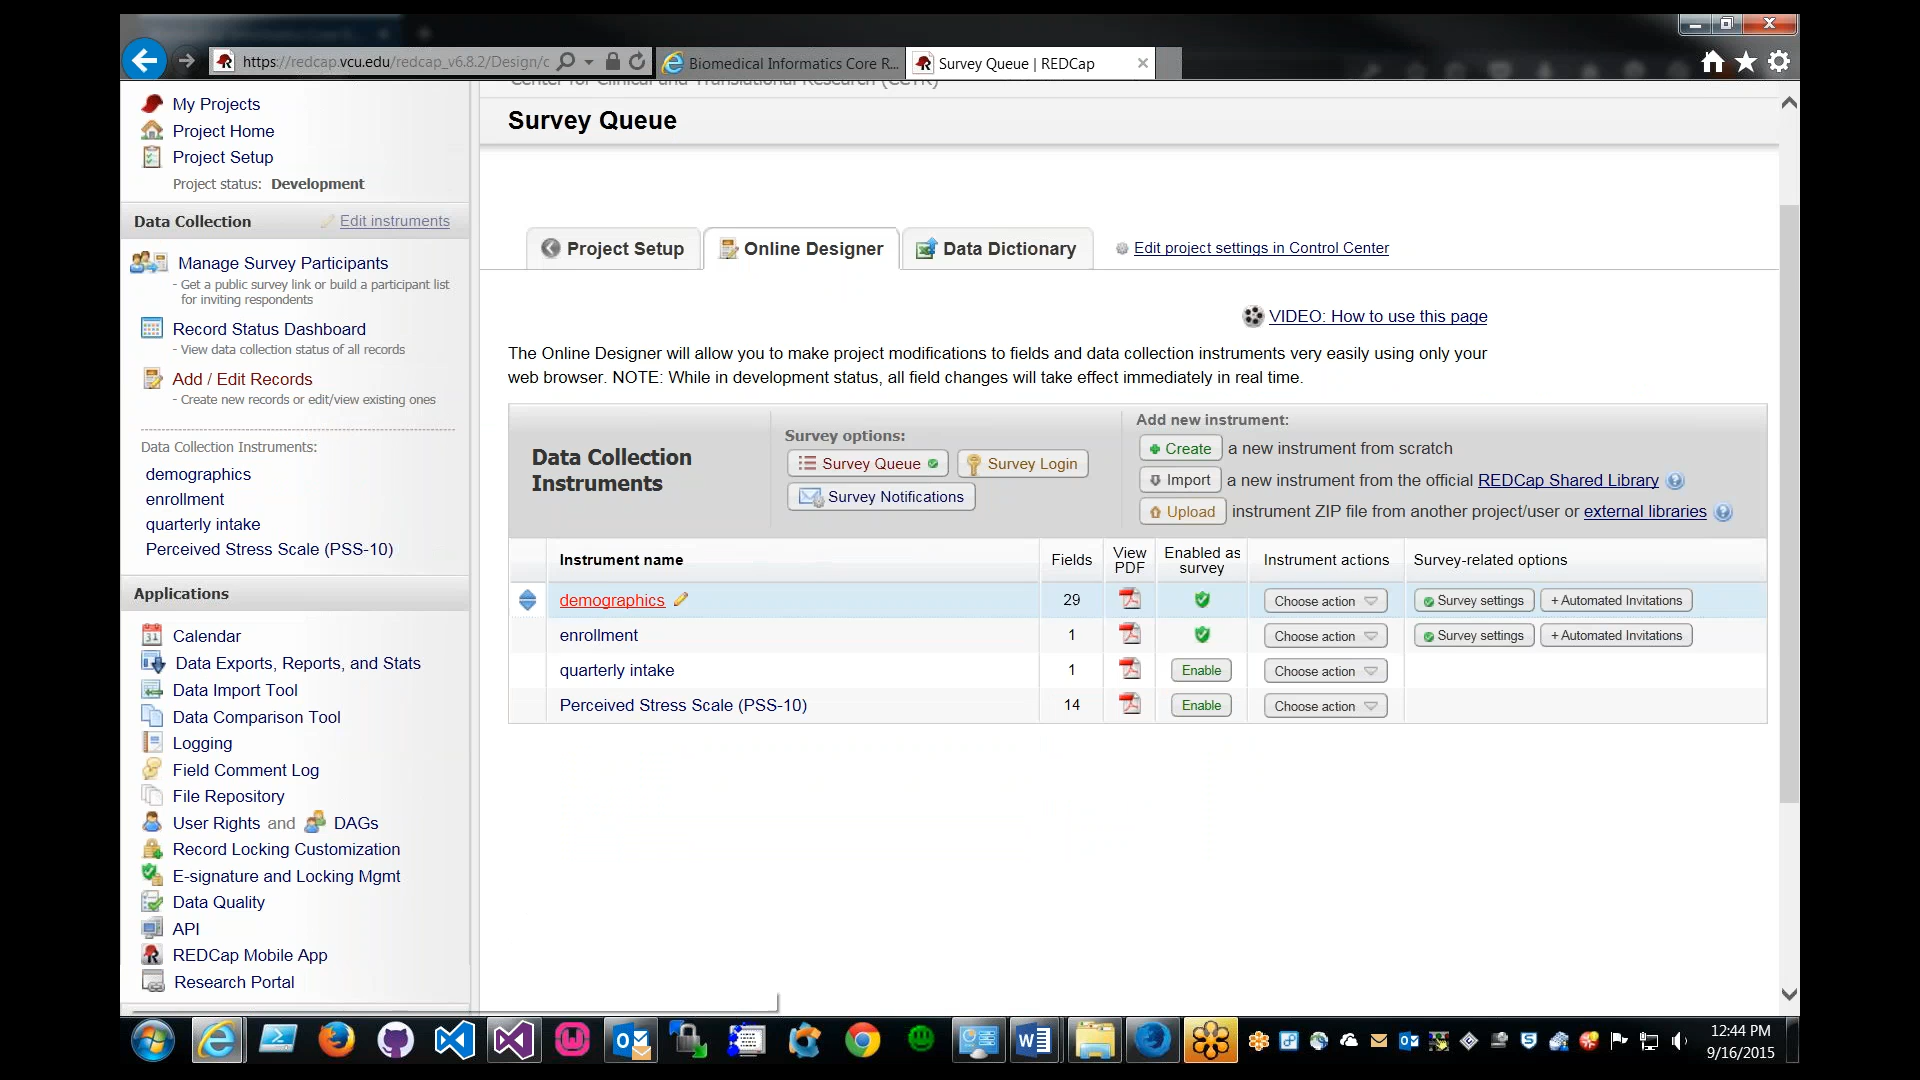 https://redcap.vcu.edu/redcap_v6.8.2/Design/c
Biomedical Informatics Core R...
Survey Queue | REDCap
My Projects
Project Home
Project Setup
Project status: Development
Data Collection
Edit instruments
Manage Survey Participants
- Get a public survey link or build a participant list
for inviting respondents
Record Status Dashboard
- View data collection status of all records
Add / Edit Records
- Create new records or edit/view existing ones
Data Collection Instruments:
demographics
enrollment
quarterly intake
Perceived Stress Scale (PSS-10)
Applications
31
Calendar
Data Exports, Reports, and Stats
Data Import Tool
Data Comparison Tool
Logging
Field Comment Log
File Repository
User Rights and DAGs
Record Locking Customization
E-signature and Locking Mgmt
Data Quality
API
REDCap Mobile App
Research Portal
Center for Clinical and Translational Research (CCTR)
Survey Queue
Project Setup
Online Designer
Data Dictionary
Edit project settings in Control Center
VIDEO: How to use this page
The Online Designer will allow you to make project modifications to fields and data collection instruments very easily using only your
web browser. NOTE: While in development status, all field changes will take effect immediately in real time.
Data Collection
Instruments
Survey options:
Survey Queue
Survey Login
Survey Notifications
Add new instrument:
Create a new instrument from scratch
Import a new instrument from the official REDCap Shared Library
Upload instrument ZIP file from another project/user or external libraries
Instrument name
Fields
View
PDF
Enabled as
survey
Instrument actions
Survey-related options
demographics 29 Choose action Survey settings + Automated Invitations
enrollment 1 Choose action Survey settings + Automated Invitations
quarterly intake 1 Enable Choose action
Perceived Stress Scale (PSS-10) 14 Enable Choose action
12:44 PM
9/16/2015